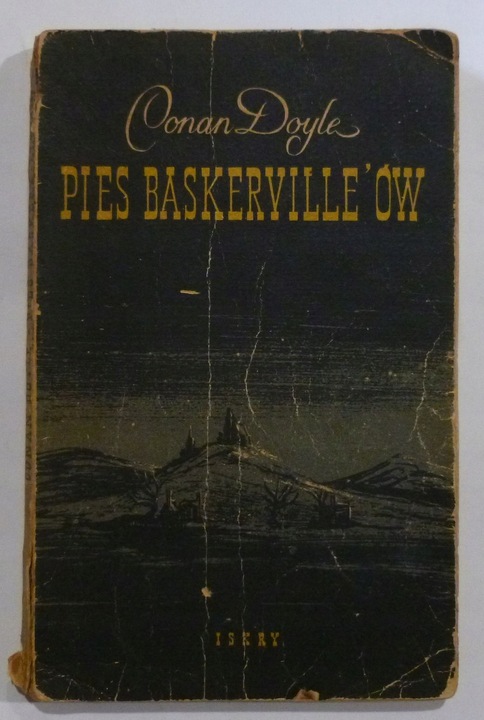 Conan Doyle
PIES BASKERVILLE'ÓW
ISKRY